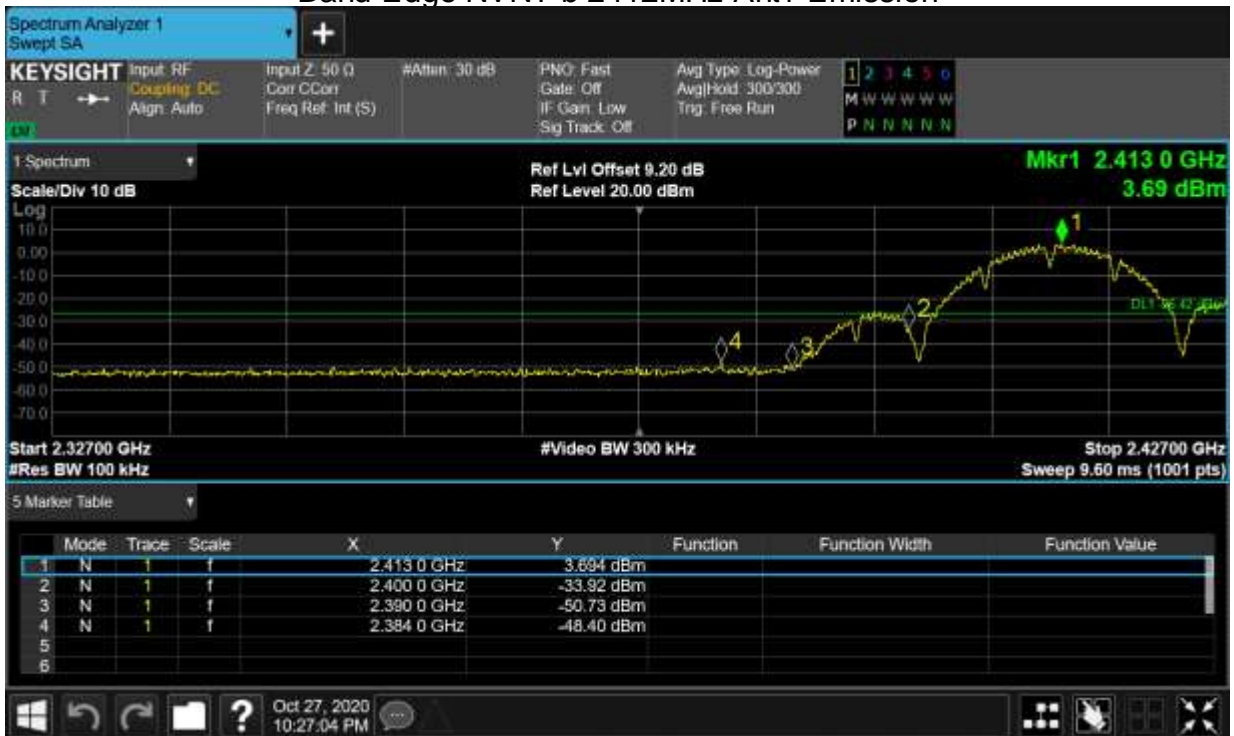 Band Edge NVNT b 2412MHz Ant1 Emission
Spectrum Analyzer 1
Swept SA
+
KEYSIGHT Input: RF Input Z: 50 Ω #Atten: 30 dB PNO: Fast Avg Type: Log-Power 1 2 3 4 5 6
R T Coupling: DC Corr CCorr Gate: Off Avg|Hold: 300/300 M W W W W W
Align: Auto Freq Ref: Int (S) IF Gain: Low Trig: Free Run P N N N N N
Sig Track: Off
1 Spectrum
Scale/Div 10 dB
Ref Lvl Offset 9.20 dB
Ref Level 20.00 dBm
Mkr1 2.413 0 GHz
3.69 dBm
Log
10.0
0.00
-10.0
-20.0
-30.0
-40.0
-50.0
-60.0
-70.0
1
2
3
4
Start 2.32700 GHz #Video BW 300 kHz Stop 2.42700 GHz
#Res BW 100 kHz Sweep 9.60 ms (1001 pts)
5 Marker Table
Mode Trace Scale X Y Function Function Width Function Value
1 N 1 f 2.413 0 GHz 3.694 dBm
2 N 1 f 2.400 0 GHz -33.92 dBm
3 N 1 f 2.390 0 GHz -50.73 dBm
4 N 1 f 2.384 0 GHz -48.40 dBm
5
6
? Oct 27, 2020
10:27:04 PM